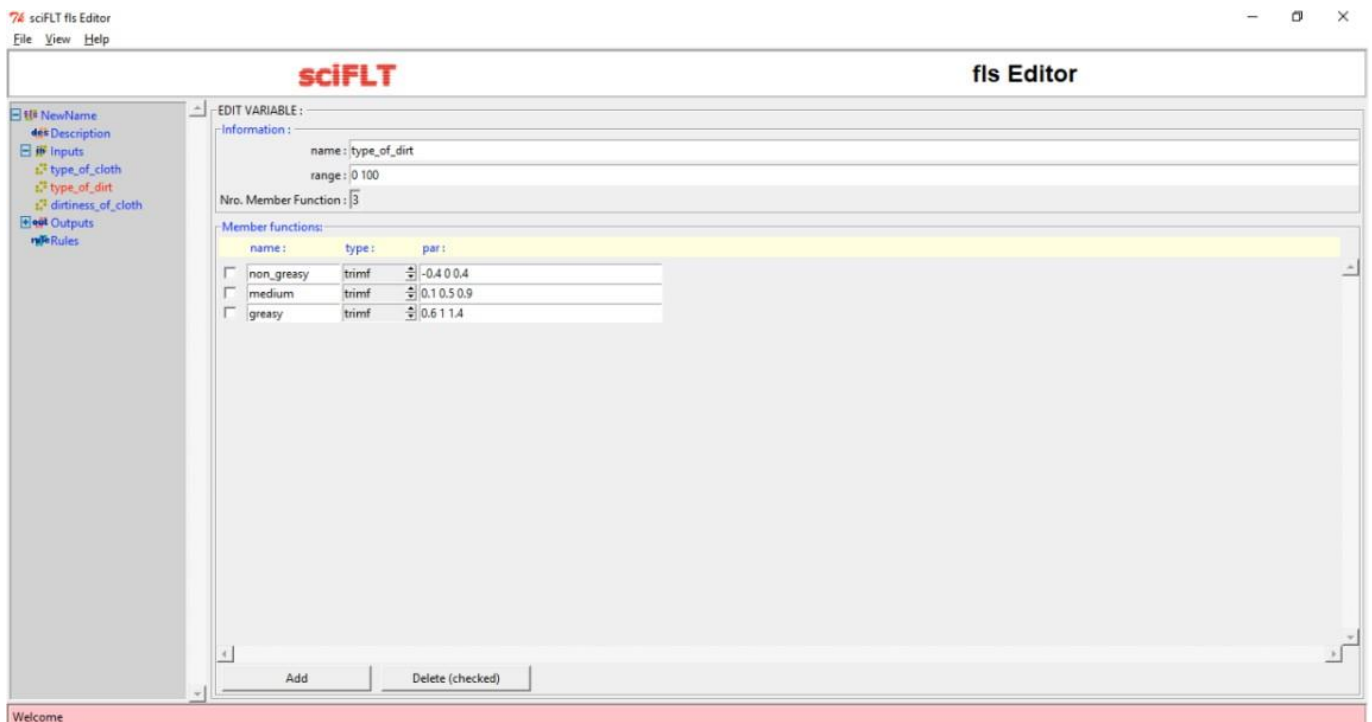 sciFLT fls Editor
File View Help
sciFLT fls Editor
NewName
Description
Inputs
type_of_cloth
type_of_dirt
dirtiness_of_cloth
Outputs
Rules
EDIT VARIABLE :
Information :
name : type_of_dirt
range : 0 100
Nro. Member Function : 3
Member functions:
name : type : par :
non_greasy trimf -0.4 0 0.4
medium trimf 0.1 0.5 0.9
greasy trimf 0.6 1 1.4
Add Delete (checked)
Welcome